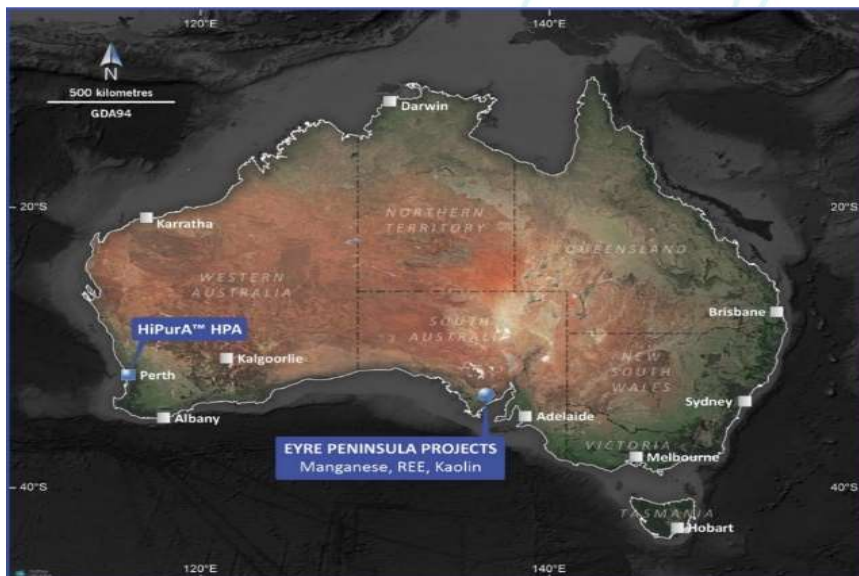 120°E
140°E
N
500 kilometres
GDA94
Darwin
20°S
20°S
Karratha
NORTHERN
TERRITORY
QUEENSLAND
WESTERN
AUSTRALIA
Brisbane
HiPurA™ HPA
SOUTH
AUSTRALIA
Kalgoorlie
NEW
SOUTH
WALES
Perth
Sydney
Albany
Adelaide
EYRE PENINSULA PROJECTS
Manganese, REE, Kaolin
VICTORIA
Melbourne
40°S
40°S
TASMANIA
Hobart
120°E
140°E